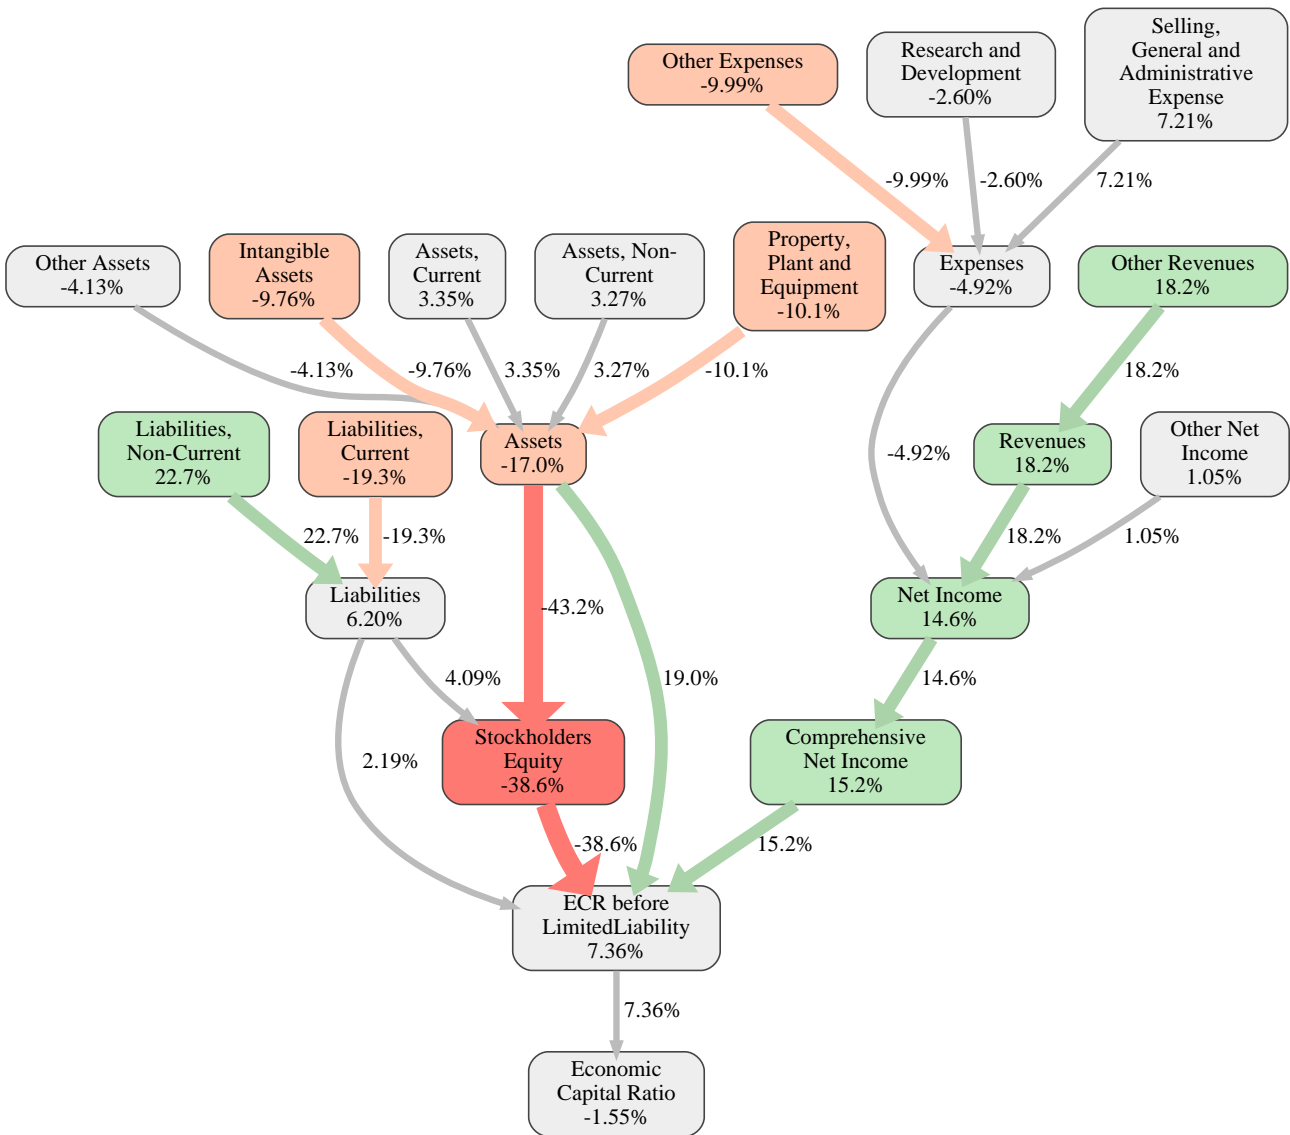 Selling,
General and
Administrative
Expense
7.21%
Research and
Development
-2.60%
Other Expenses
-9.99%
-9.99%
-2.60%
7.21%
Other Assets
-4.13%
Intangible
Assets
-9.76%
Assets,
Current
3.35%
Assets, Non-
Current
3.27%
Property,
Plant and
Equipment
-10.1%
Expenses
-4.92%
Other Revenues
18.2%
-4.13%
-9.76%
3.35%
3.27%
-10.1%
18.2%
Liabilities,
Non-Current
22.7%
Liabilities,
Current
-19.3%
Assets
-17.0%
-4.92%
Revenues
18.2%
Other Net
Income
1.05%
22.7%
-19.3%
18.2%
1.05%
Liabilities
6.20%
-43.2%
Net Income
14.6%
4.09%
19.0%
14.6%
Stockholders
Equity
-38.6%
Comprehensive
Net Income
15.2%
2.19%
-38.6%
15.2%
ECR before
LimitedLiability
7.36%
7.36%
Economic
Capital Ratio
-1.55%